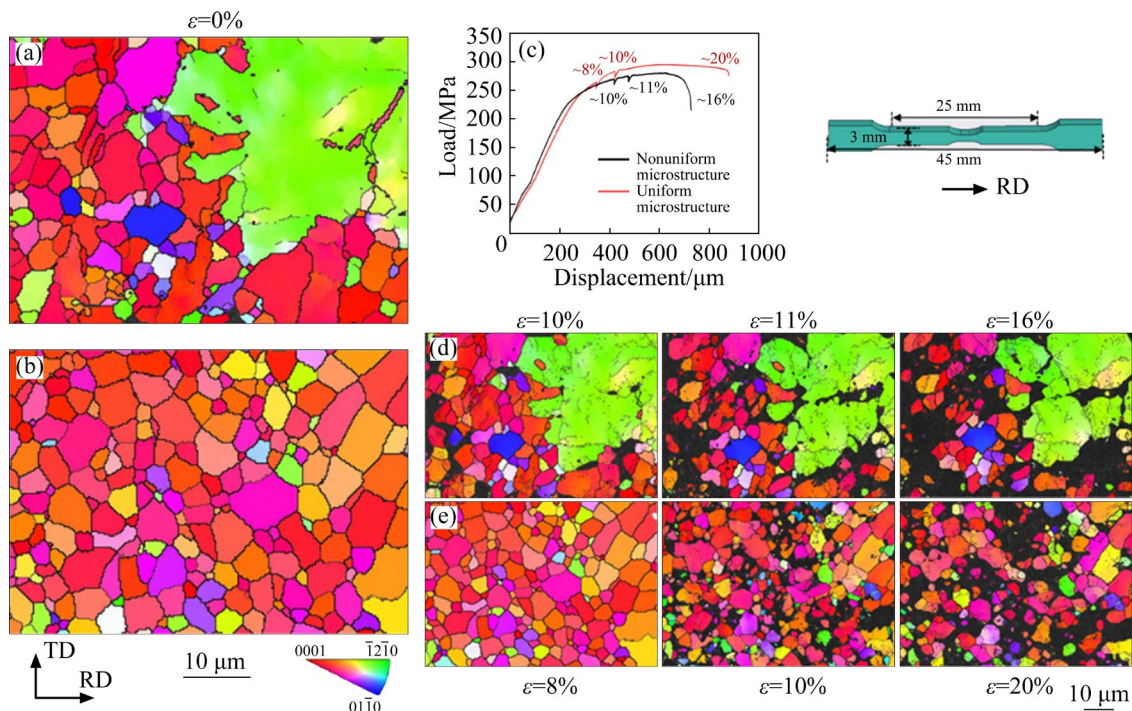 ε=0%
(a)
(b)
TD
RD
10 μm
0001
1̄21̄0
011̄0
(c)
350
300
250
200
150
100
50
0
Load/MPa
~8%
~10%
~20%
~10%
~11%
~16%
Nonuniform
microstructure
Uniform
microstructure
0
200
400
600
800
1000
Displacement/μm
25 mm
3 mm
45 mm
RD
ε=10%
ε=11%
ε=16%
(d)
(e)
ε=8%
ε=10%
ε=20%
10 μm